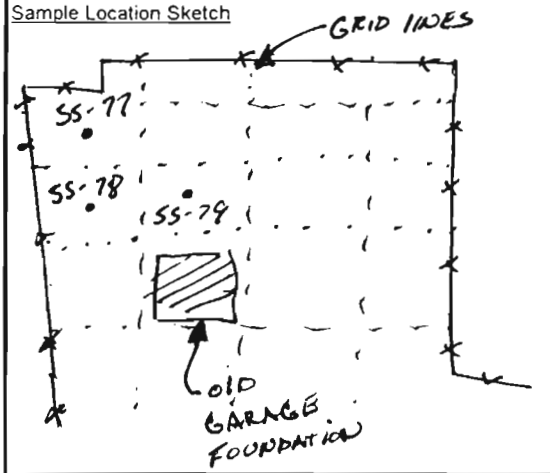 Sample Location Sketch
GRID LINES
SS-77
SS-78
SS-79
OLD
GARAGE
FOUNDATION